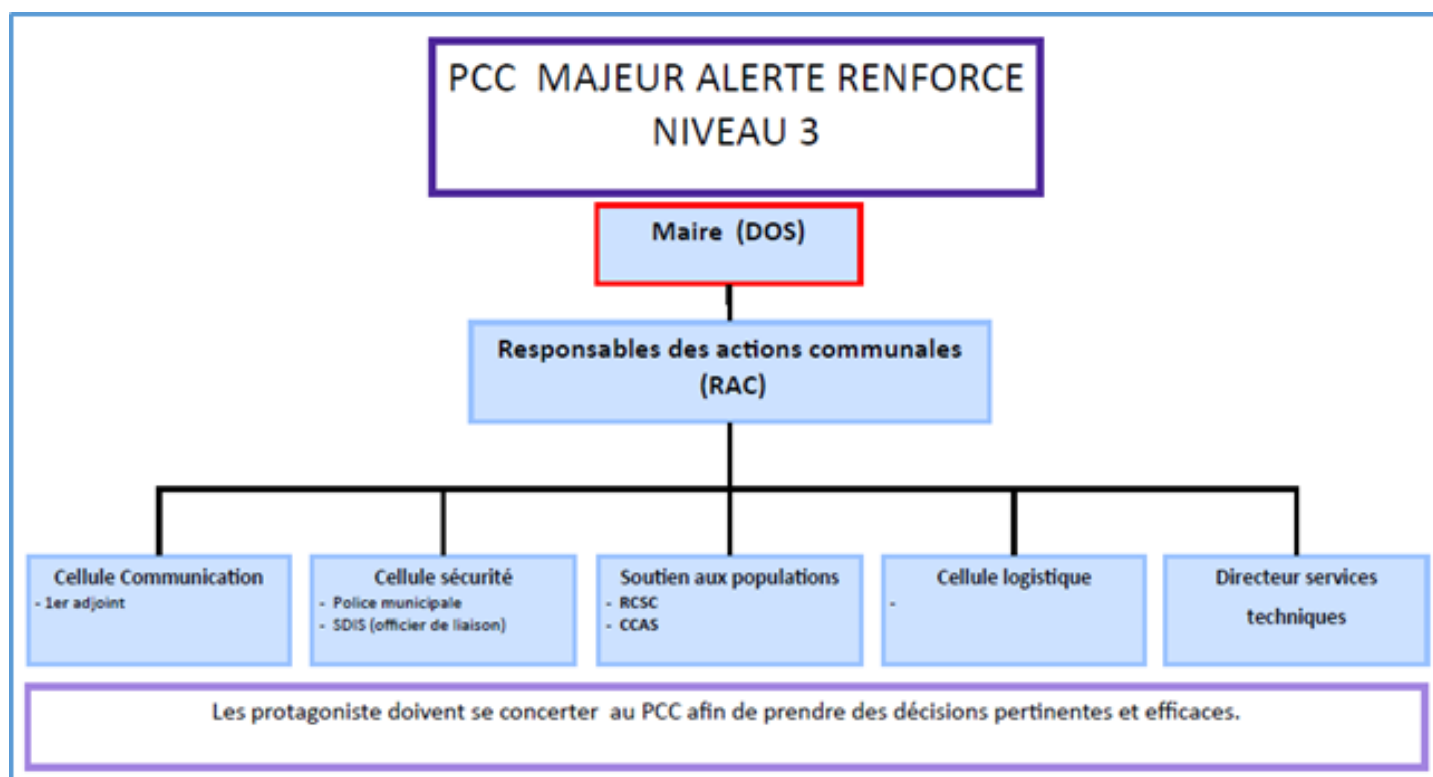 PCC MAJEUR ALERTE RENFORCE
NIVEAU 3
Maire (DOS)
Responsables des actions communales
(RAC)
Cellule Communication
- 1er adjoint
Cellule sécurité
- Police municipale
- SDIS (officier de liaison)
Soutien aux populations
- RCSC
- CCAS
Cellule logistique
-
Directeur services
techniques
Les protagoniste doivent se concerter au PCC afin de prendre des décisions pertinentes et efficaces.